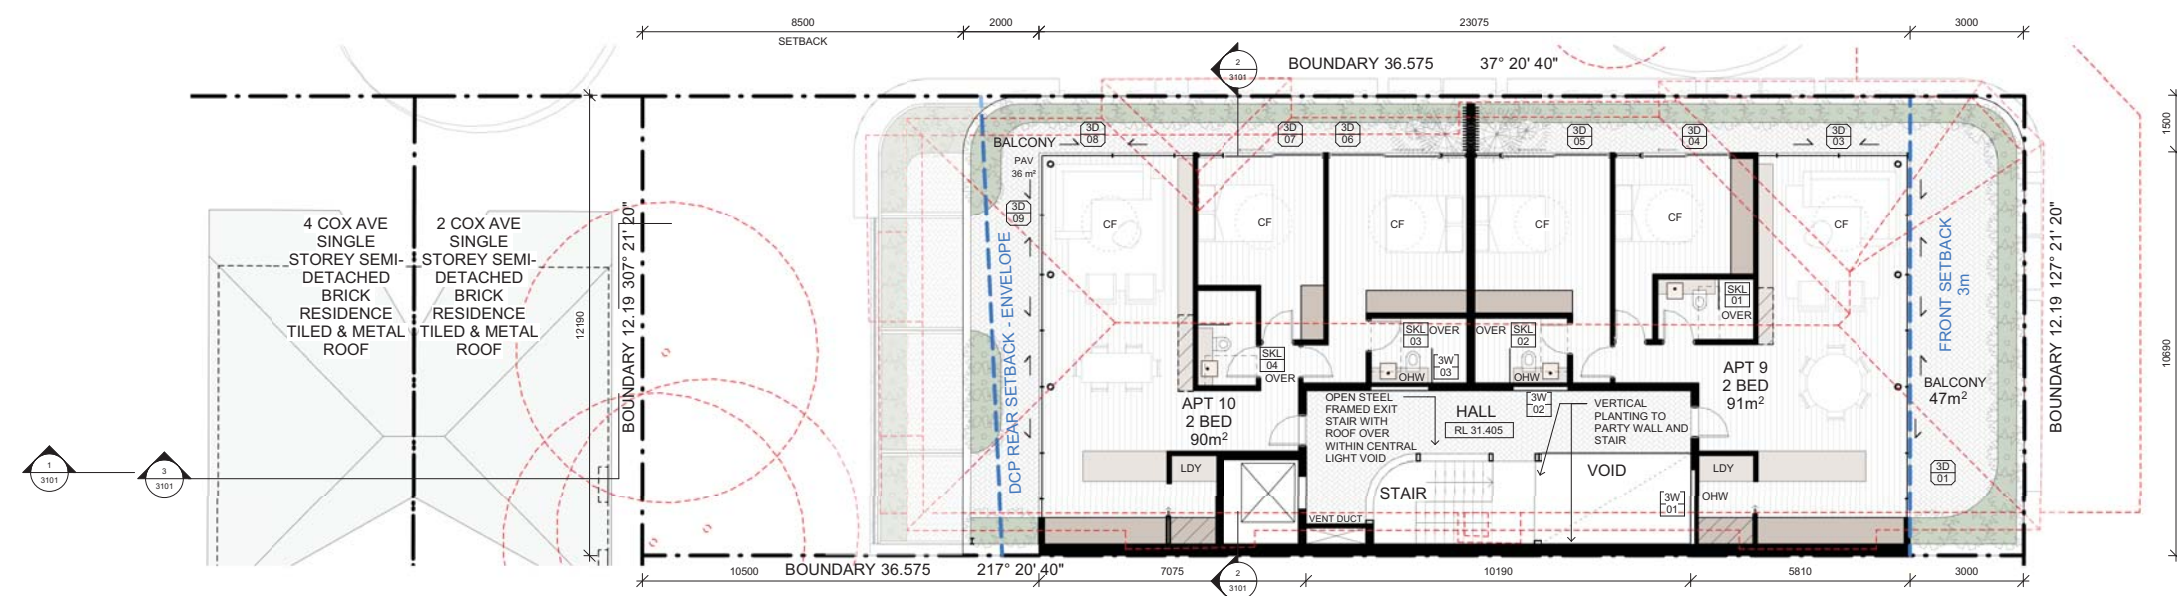 8500
SETBACK
2000
23075
3000
2
3101
BOUNDARY 36.575
37° 20' 40"
1500
10690
BALCONY
PAV
36 m²
3D
08
3D
07
3D
06
3D
05
3D
04
3D
03
3D
09
CF
CF
CF
CF
CF
CF
4 COX AVE
SINGLE
STOREY SEMI-
DETACHED
BRICK
RESIDENCE
TILED & METAL
ROOF
2 COX AVE
SINGLE
STOREY SEMI-
DETACHED
BRICK
RESIDENCE
TILED & METAL
ROOF
12190
BOUNDARY 12.19 307° 21' 20"
DCP REAR SETBACK - ENVELOPE
FRONT SETBACK
3m
BOUNDARY 12.19 127° 21' 20"
SKL
04
OVER
SKL
03
OVER
3W
03
OHW
OVER
SKL
02
OHW
SKL
01
OVER
APT 10
2 BED
90m²
APT 9
2 BED
91m²
BALCONY
47m²
OPEN STEEL
FRAMED EXIT
STAIR WITH
ROOF OVER
WITHIN CENTRAL
LIGHT VOID
HALL
RL 31.405
3W
02
VERTICAL
PLANTING TO
PARTY WALL AND
STAIR
LDY
STAIR
VOID
LDY
OHW
3W
01
3D
01
VENT DUCT
1
3101
3
3101
10500
BOUNDARY 36.575
217° 20' 40"
7075
2
3101
10190
5810
3000